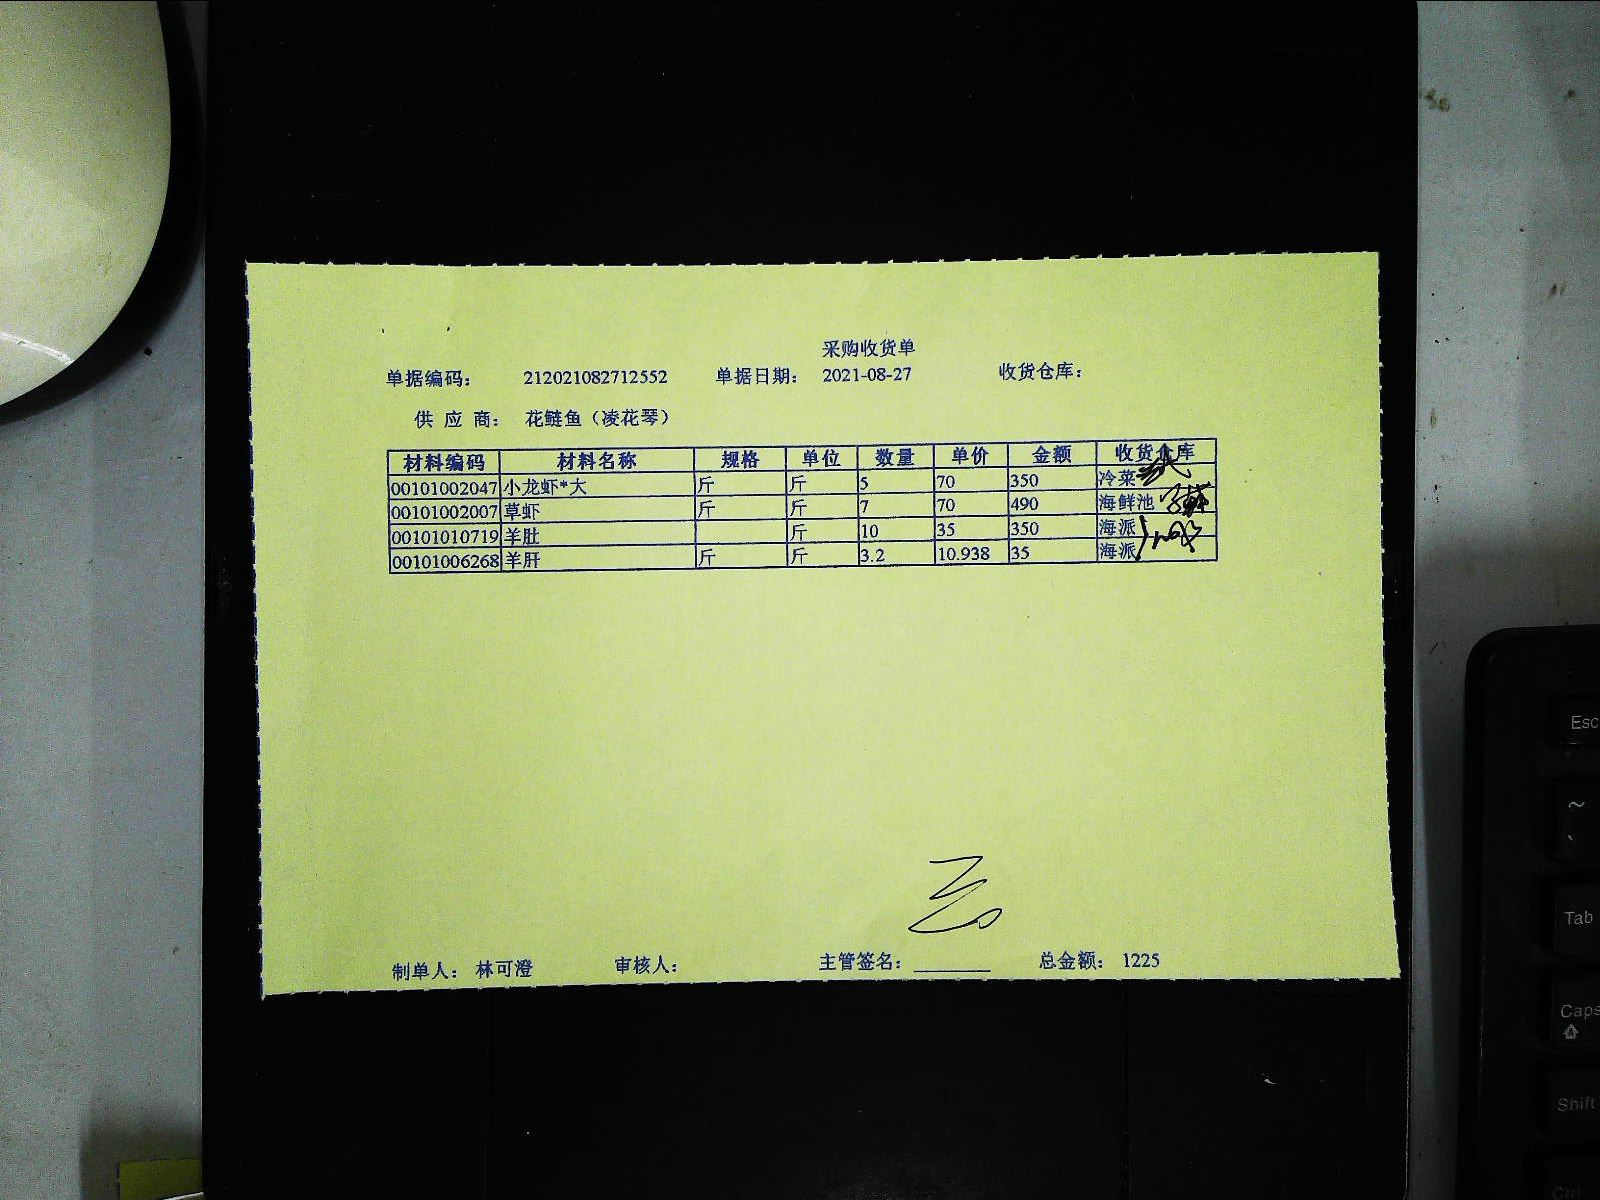 采购收货单
单据编码： 212021082712552 单据日期： 2021-08-27 收货仓库：
供 应 商： 花鲢鱼（凌花琴）
材料编码 材料名称 规格 单位 数量 单价 金额 收货仓库
00101002047 小龙虾*大 斤 斤 5 70 350 冷菜
00101002007 草虾 斤 斤 7 70 490 海鲜池
00101010719 羊肚 斤 10 35 350 海派
00101006268 羊肝 斤 斤 3.2 10.938 35 海派
制单人： 林可澄 审核人： 主管签名： 总金额： 1225
Esc
~
`
Tab
Caps
Shift
Ctrl